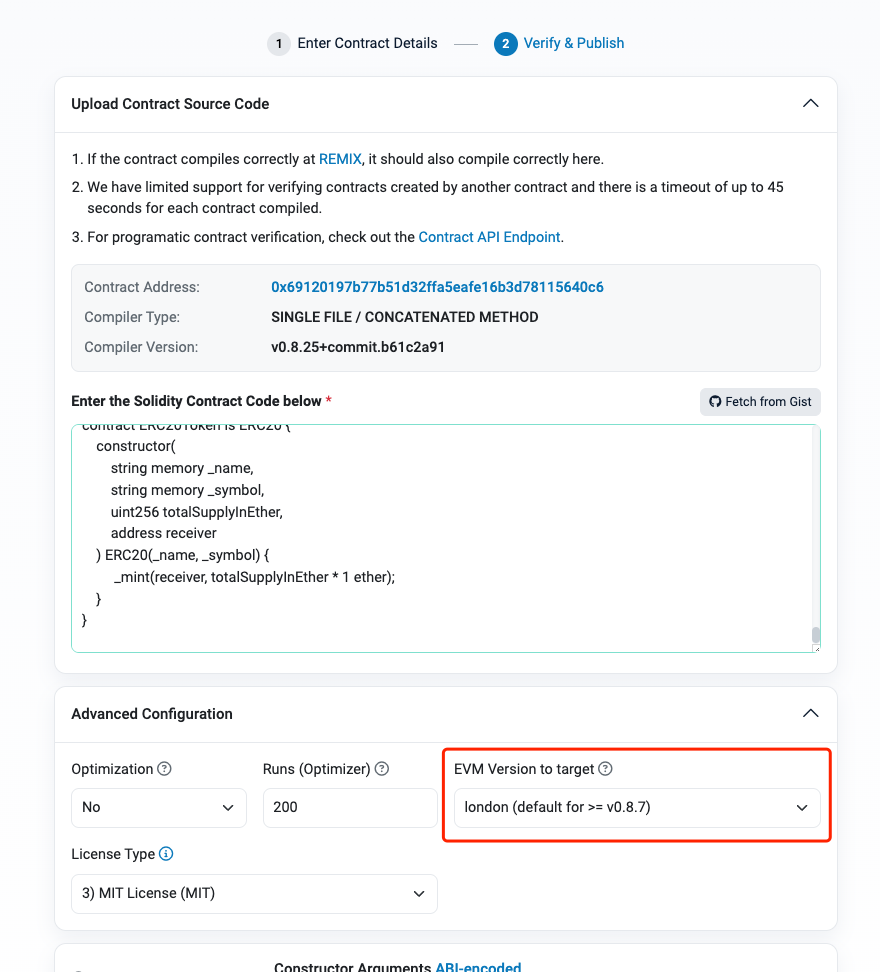 1 Enter Contract Details 2 Verify & Publish
Upload Contract Source Code
1. If the contract compiles correctly at REMIX, it should also compile correctly here.
2. We have limited support for verifying contracts created by another contract and there is a timeout of up to 45
seconds for each contract compiled.
3. For programatic contract verification, check out the Contract API Endpoint.
Contract Address: 0x69120197b77b51d32ffa5eafe16b3d78115640c6
Compiler Type: SINGLE FILE / CONCATENATED METHOD
Compiler Version: v0.8.25+commit.b61c2a91
Enter the Solidity Contract Code below * Fetch from Gist
contract ERC20Token is ERC20 {
constructor(
string memory _name,
string memory _symbol,
uint256 totalSupplyInEther,
address receiver
) ERC20(_name, _symbol) {
_mint(receiver, totalSupplyInEther * 1 ether);
}
}
Advanced Configuration
Optimization Runs (Optimizer) EVM Version to target
No 200 london (default for >= v0.8.7)
License Type
3) MIT License (MIT)
Constructor Arguments ABI-encoded